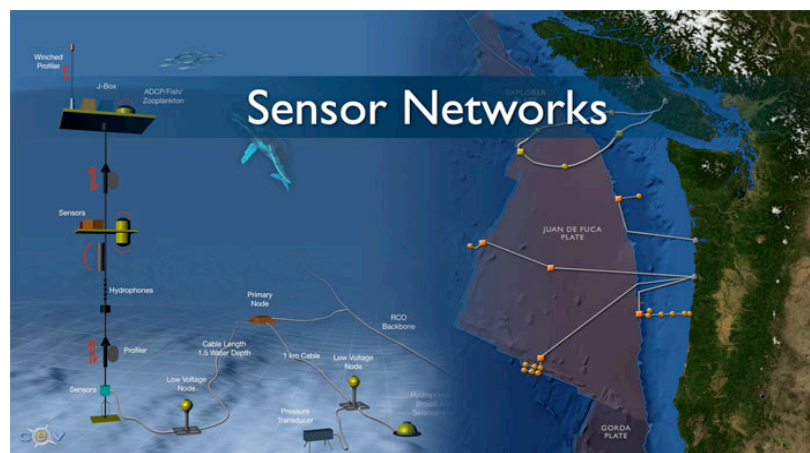 Sensor Networks
Winched
Profiler
J-Box
ADCP/Fish/
Zooplankton
Sensors
Hydrophones
Profiler
Sensors
Low Voltage
Node
Cable Length
1.5 Water Depth
Primary
Node
1 km Cable
Low Voltage
Node
RCO
Backbone
Pressure
Transducer
EXPLORER
JUAN DE FUCA
PLATE
GORDA
PLATE